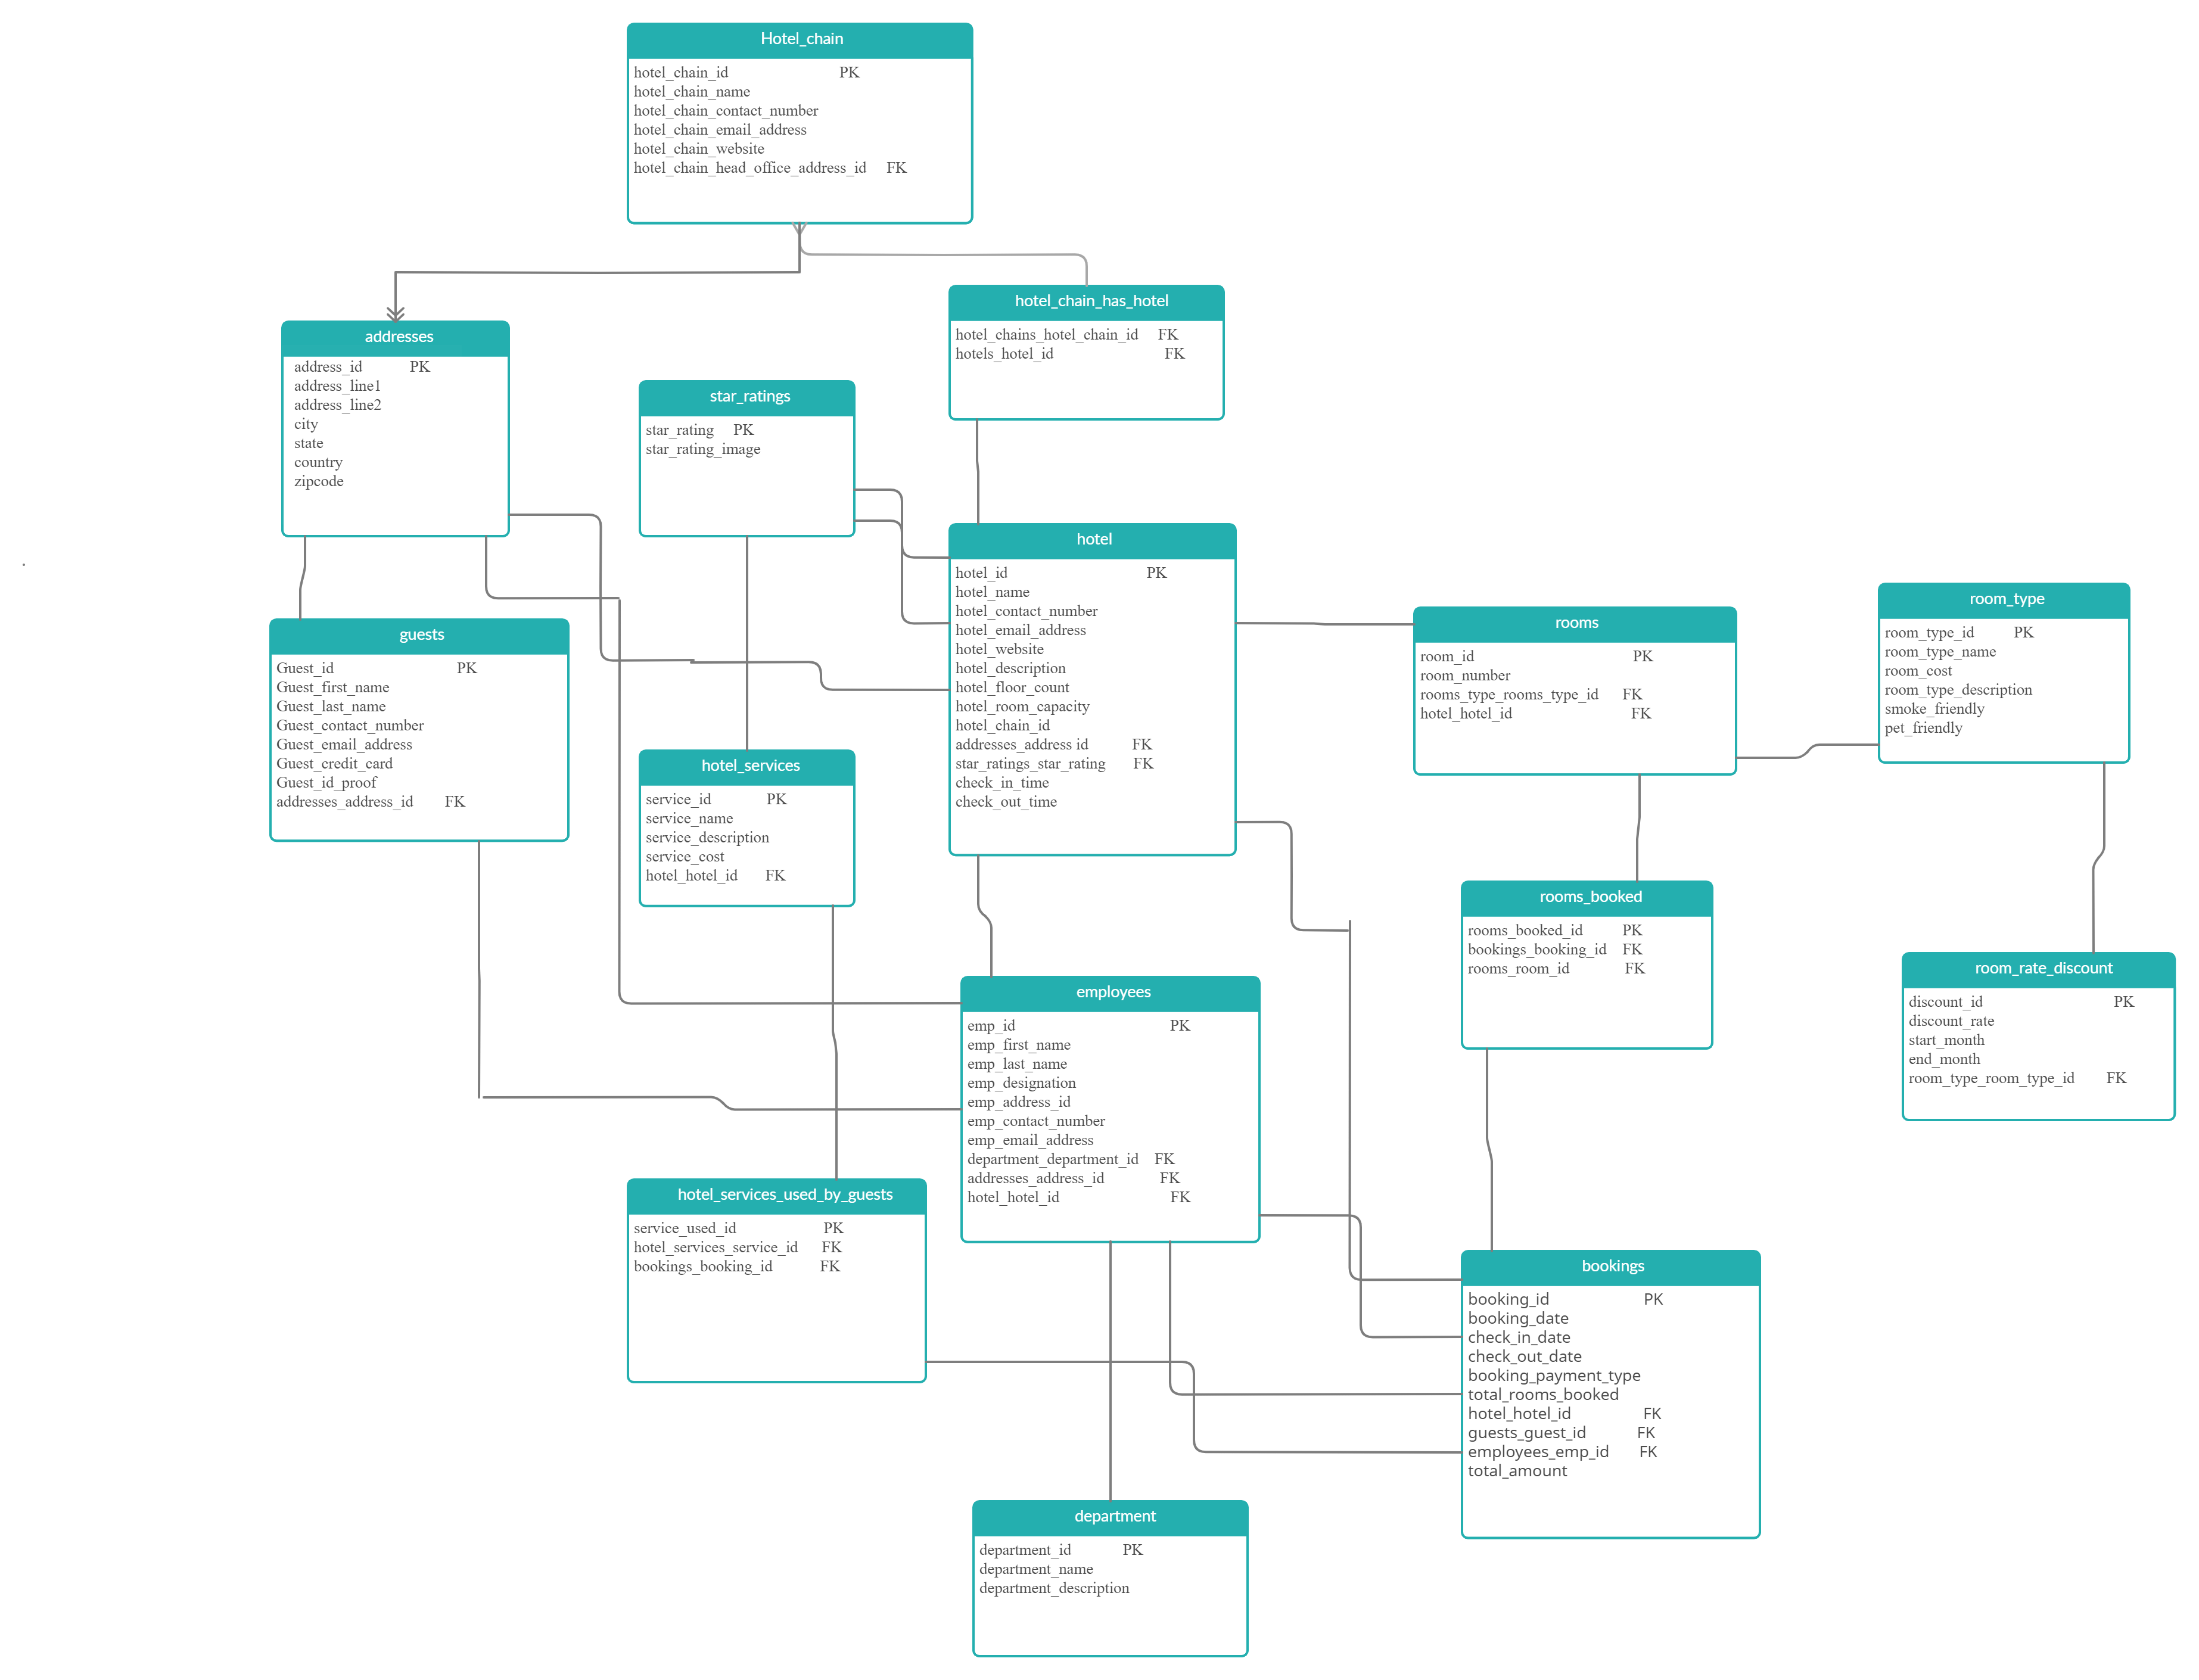 Hotel_chain
hotel_chain_id PK
hotel_chain_name
hotel_chain_contact_number
hotel_chain_email_address
hotel_chain_website
hotel_chain_head_office_address_id FK
addresses
address_id PK
address_line1
address_line2
city
state
country
zipcode
hotel_chain_has_hotel
hotel_chains_hotel_chain_id FK
hotels_hotel_id FK
star_ratings
star_rating PK
star_rating_image
hotel
hotel_id PK
hotel_name
hotel_contact_number
hotel_email_address
hotel_website
hotel_description
hotel_floor_count
hotel_room_capacity
hotel_chain_id
addresses_address id FK
star_ratings_star_rating FK
check_in_time
check_out_time
rooms
room_id PK
room_number
rooms_type_rooms_type_id FK
hotel_hotel_id FK
room_type
room_type_id PK
room_type_name
room_cost
room_type_description
smoke_friendly
pet_friendly
guests
Guest_id PK
Guest_first_name
Guest_last_name
Guest_contact_number
Guest_email_address
Guest_credit_card
Guest_id_proof
addresses_address_id FK
hotel_services
service_id PK
service_name
service_description
service_cost
hotel_hotel_id FK
rooms_booked
rooms_booked_id PK
bookings_booking_id FK
rooms_room_id FK
room_rate_discount
discount_id PK
discount_rate
start_month
end_month
room_type_room_type_id FK
employees
emp_id PK
emp_first_name
emp_last_name
emp_designation
emp_address_id
emp_contact_number
emp_email_address
department_department_id FK
addresses_address_id FK
hotel_hotel_id FK
hotel_services_used_by_guests
service_used_id PK
hotel_services_service_id FK
bookings_booking_id FK
bookings
booking_id PK
booking_date
check_in_date
check_out_date
booking_payment_type
total_rooms_booked
hotel_hotel_id FK
guests_guest_id FK
employees_emp_id FK
total_amount
department
department_id PK
department_name
department_description